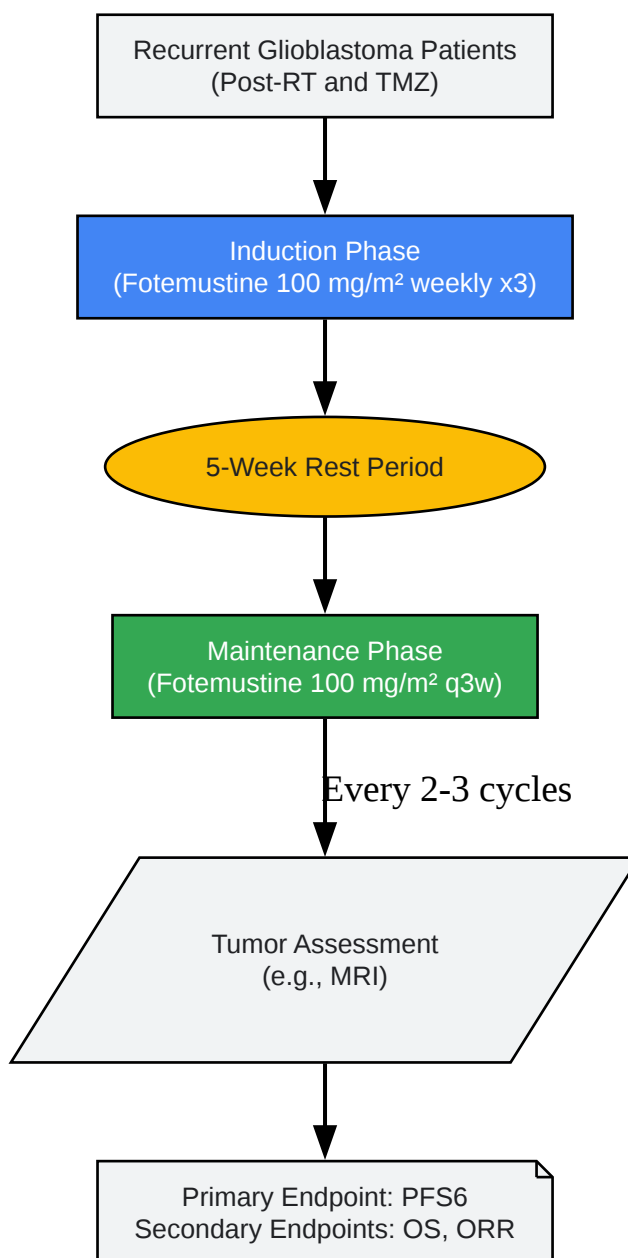 Recurrent Glioblastoma Patients
(Post-RT and TMZ)
Induction Phase
(Fotemustine 100 mg/m² weekly x3)
5-Week Rest Period
Maintenance Phase
(Fotemustine 100 mg/m² q3w)
Every 2-3 cycles
Tumor Assessment
(e.g., MRI)
Primary Endpoint: PFS6
Secondary Endpoints: OS, ORR